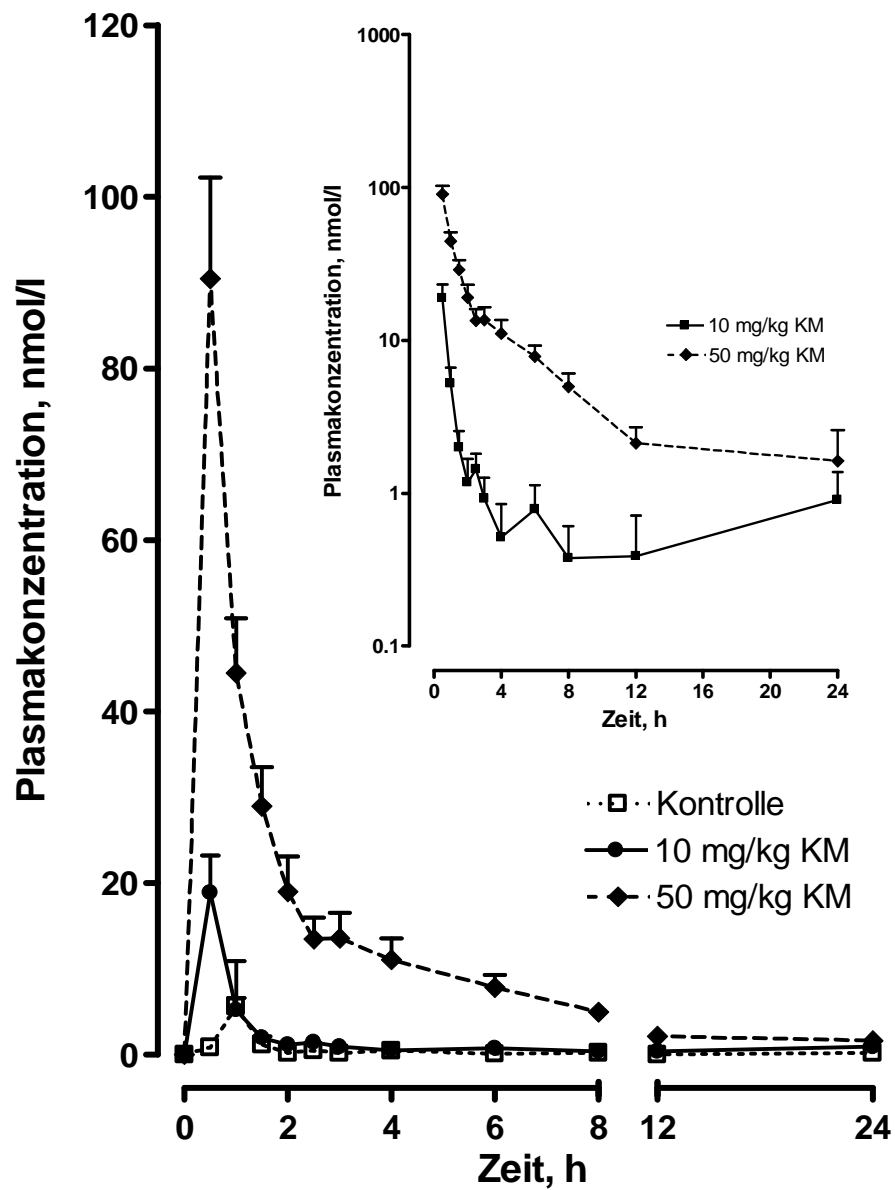 120
100
80
60
40
20
0
Plasmakonzentration, nmol/l
0 2 4 6 8 12 24
Zeit, h
Kontrolle
10 mg/kg KM
50 mg/kg KM
1000
100
10
1
0.1
Plasmakonzentration, nmol/l
0 4 8 12 16 20 24
Zeit, h
10 mg/kg KM
50 mg/kg KM